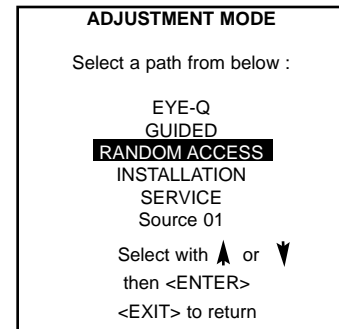 ADJUSTMENT MODE
Select a path from below :
EYE-Q
GUIDED
RANDOM ACCESS
INSTALLATION
SERVICE
Source 01
Select with or
then <ENTER>
<EXIT> to return